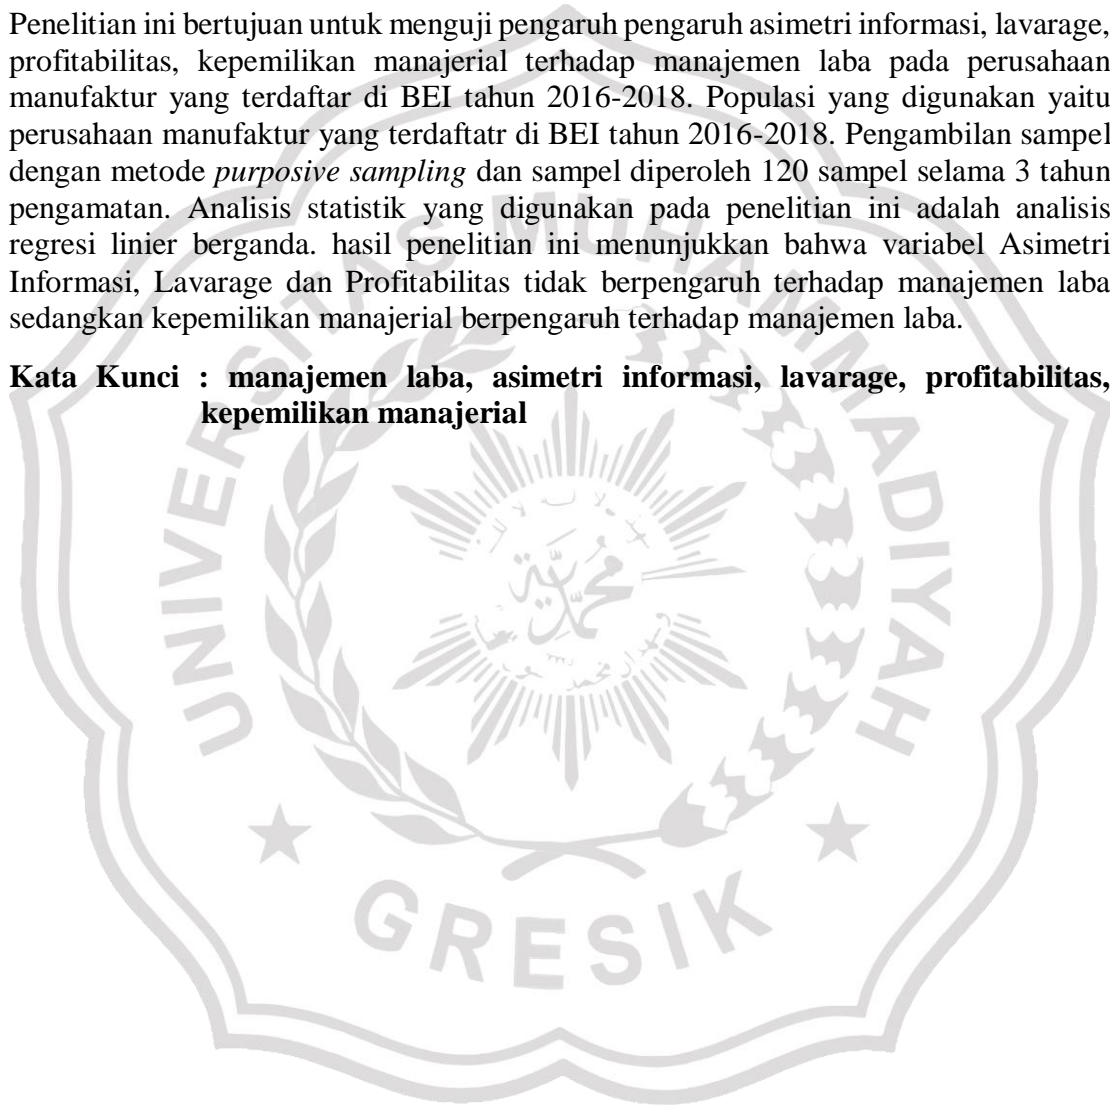 Penelitian ini bertujuan untuk menguji pengaruh pengaruh asimetri informasi, lavarage,
profitabilitas, kepemilikan manajerial terhadap manajemen laba pada perusahaan
manufaktur yang terdaftar di BEI tahun 2016-2018. Populasi yang digunakan yaitu
perusahaan manufaktur yang terdaftatr di BEI tahun 2016-2018. Pengambilan sampel
dengan metode purposive sampling dan sampel diperoleh 120 sampel selama 3 tahun
pengamatan. Analisis statistik yang digunakan pada penelitian ini adalah analisis
regresi linier berganda. hasil penelitian ini menunjukkan bahwa variabel Asimetri
Informasi, Lavarage dan Profitabilitas tidak berpengaruh terhadap manajemen laba
sedangkan kepemilikan manajerial berpengaruh terhadap manajemen laba.
Kata Kunci : manajemen laba, asimetri informasi, lavarage, profitabilitas,
kepemilikan manajerial
UNIVERSITAS MUHAMMADIYAH
GRESIK